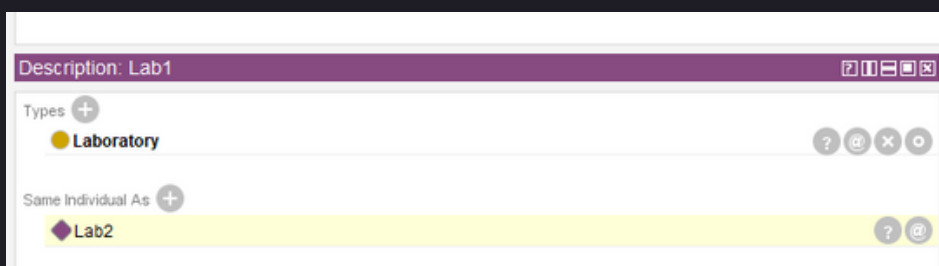 Description: Lab1
Types
Laboratory
Same Individual As
Lab2